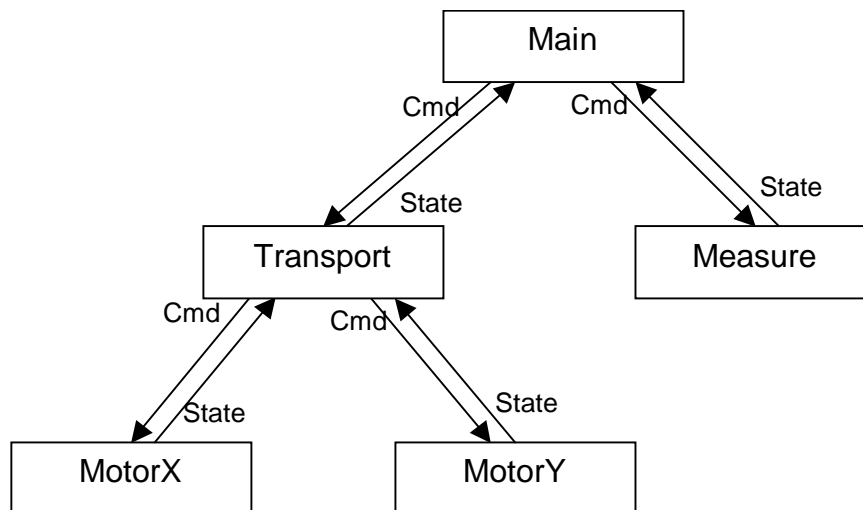 Main
Cmd
Cmd
State
State
Transport
Measure
Cmd
Cmd
State
State
MotorX
MotorY